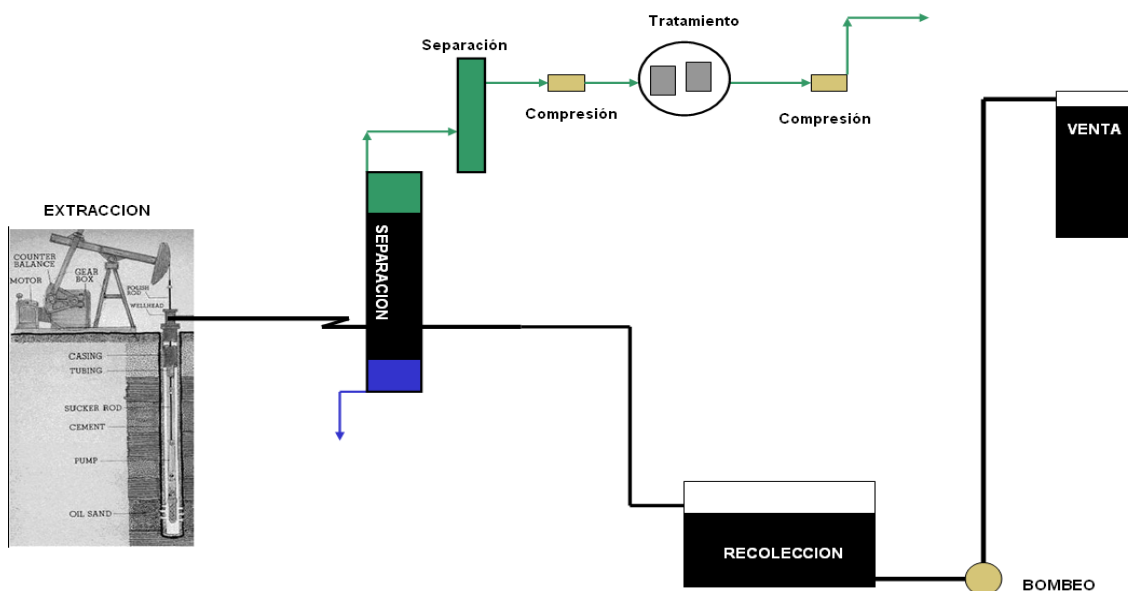 Tratamiento
Separación
Compresión
Compresión
VENTA
EXTRACCION
COUNTER
BALANCE
GEAR
BOX
MOTOR
POLISH
ROD
WELLHEAD
SEPARACION
CASING
TUBING
SUCKER ROD
CEMENT
PUMP
OIL SAND
RECOLECCION
BOMBEO